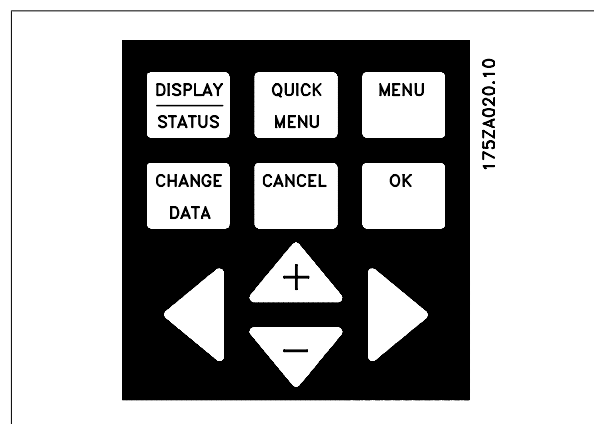 DISPLAY
STATUS
QUICK
MENU
MENU
CHANGE
DATA
CANCEL
OK
+
−
175ZA020.10